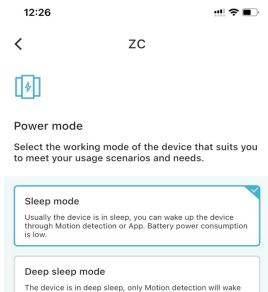 12:26
ZC
Power mode
Select the working mode of the device that suits you
to meet your usage scenarios and needs.
Sleep mode
Usually the device is in sleep, you can wake up the device
through Motion detection or App. Battery power consumption
is low.
Deep sleep mode
The device is in deep sleep, only Motion detection will wake